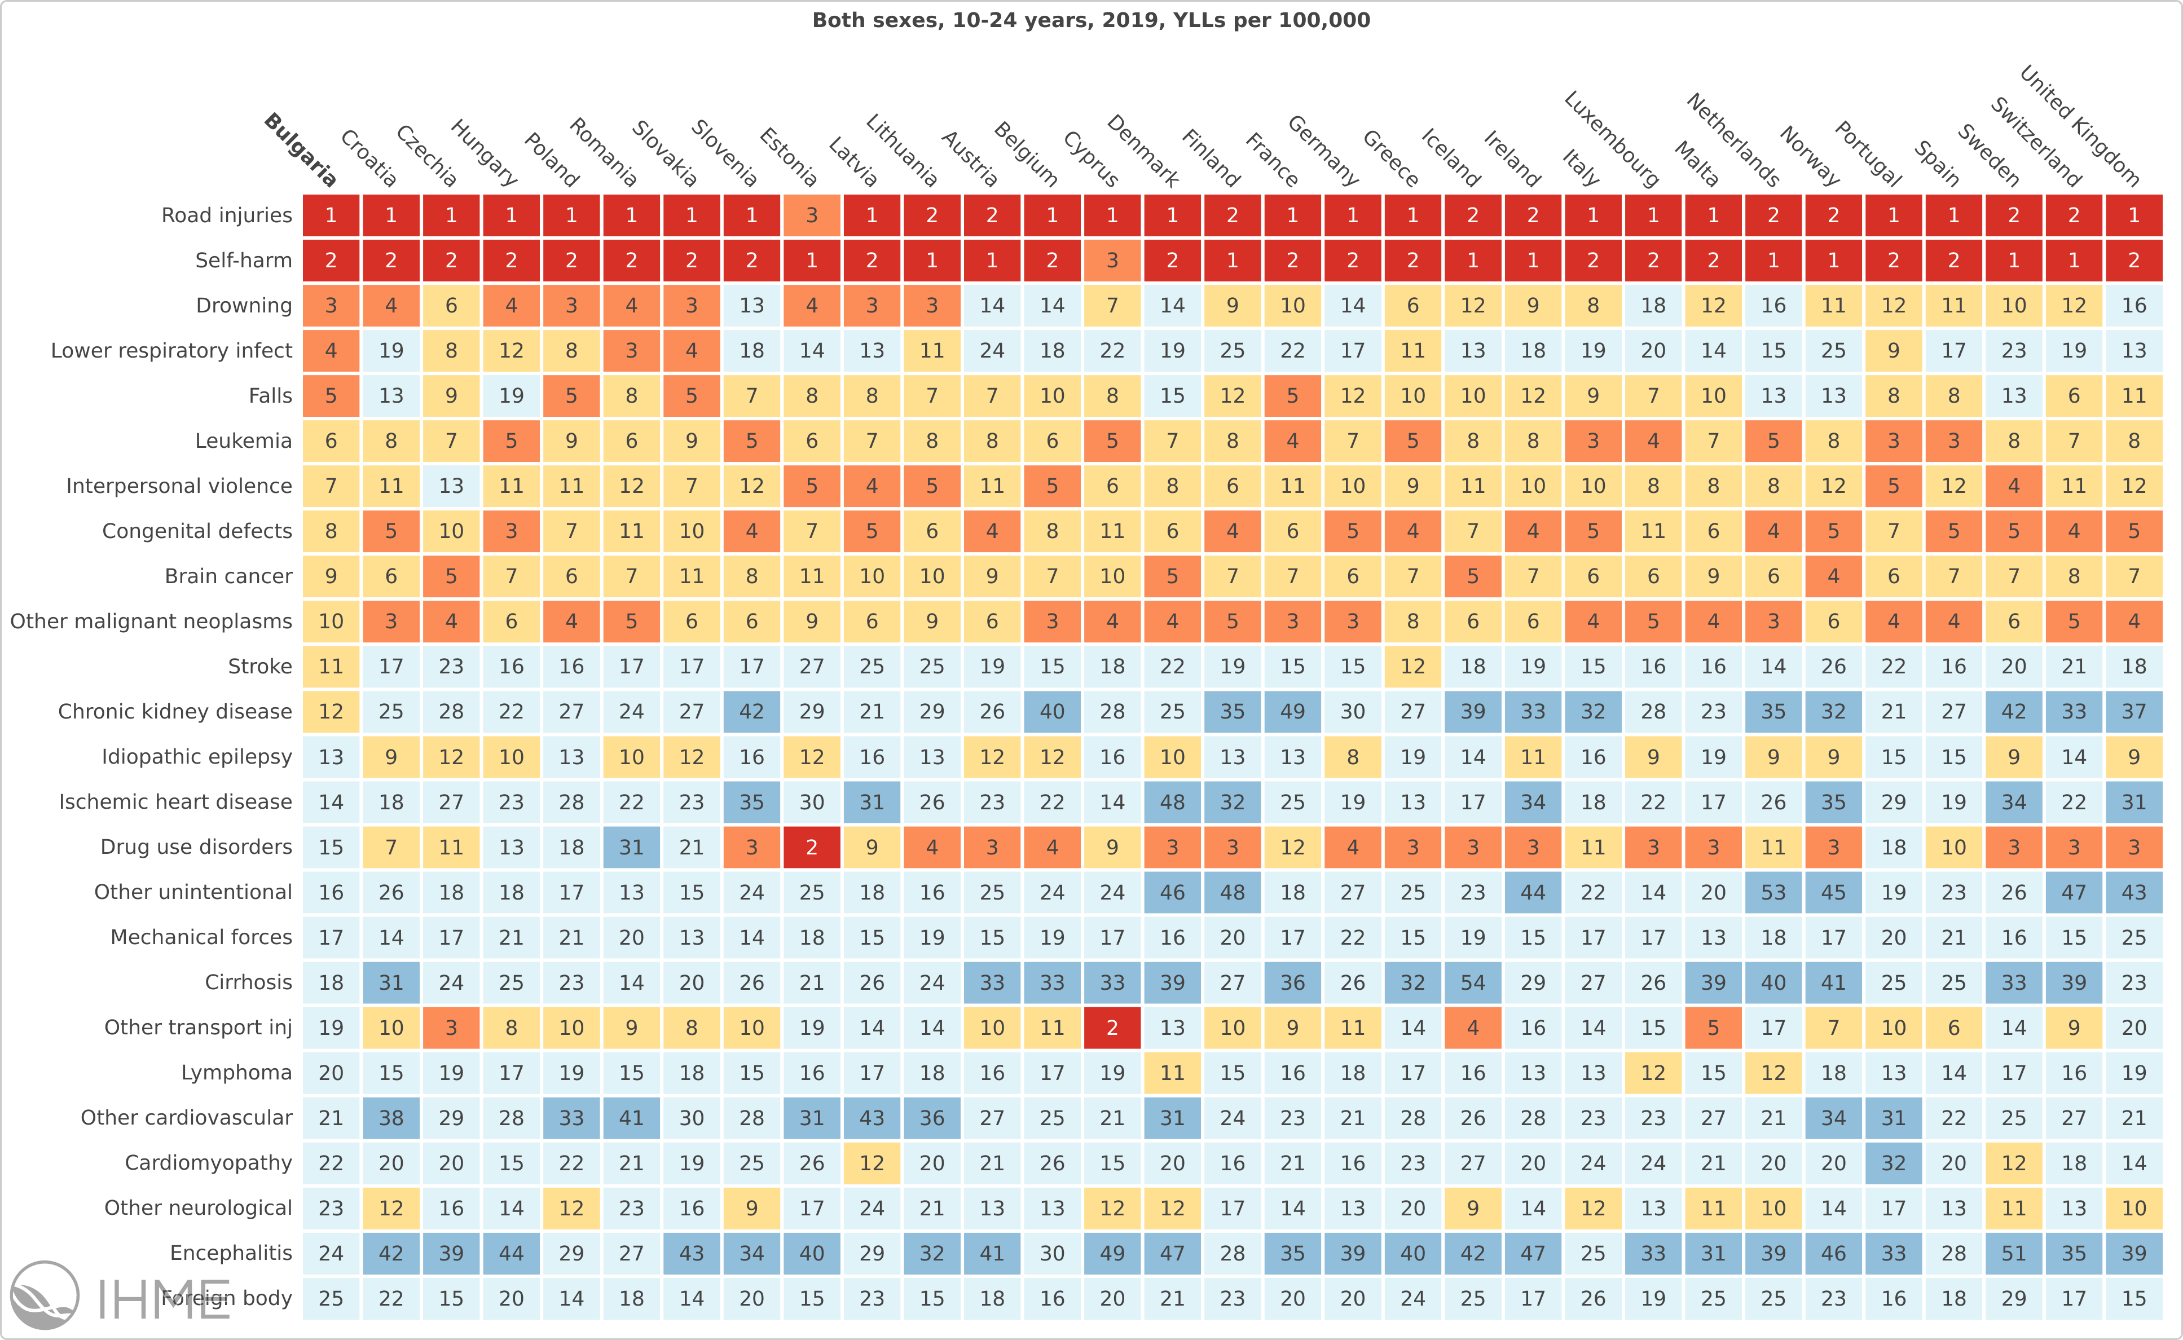 Both sexes, 10-24 years, 2019, YLLs per 100,000
Bulgaria Croatia Czechia Hungary Poland Romania Slovakia Slovenia Estonia Latvia Lithuania Austria Belgium Cyprus Denmark Finland France Germany Greece Iceland Ireland Italy Luxembourg Malta Netherlands Norway Portugal Spain Sweden Switzerland United Kingdom
Road injuries 1 1 1 1 1 1 1 1 3 1 2 2 1 1 1 2 1 1 1 2 2 1 1 1 2 2 1 1 2 2 1
Self-harm 2 2 2 2 2 2 2 2 1 2 1 1 2 3 2 1 2 2 2 1 1 2 2 2 1 1 2 2 1 1 2
Drowning 3 4 6 4 3 4 3 13 4 3 3 14 14 7 14 9 10 14 6 12 9 8 18 12 16 11 12 11 10 12 16
Lower respiratory infect 4 19 8 12 8 3 4 18 14 13 11 24 18 22 19 25 22 17 11 13 18 19 20 14 15 25 9 17 23 19 13
Falls 5 13 9 19 5 8 5 7 8 8 7 7 10 8 15 12 5 12 10 10 12 9 7 10 13 13 8 8 13 6 11
Leukemia 6 8 7 5 9 6 9 5 6 7 8 8 6 5 7 8 4 7 5 8 8 3 4 7 5 8 3 3 8 7 8
Interpersonal violence 7 11 13 11 11 12 7 12 5 4 5 11 5 6 8 6 11 10 9 11 10 10 8 8 8 12 5 12 4 11 12
Congenital defects 8 5 10 3 7 11 10 4 7 5 6 4 8 11 6 4 6 5 4 7 4 5 11 6 4 5 7 5 5 4 5
Brain cancer 9 6 5 7 6 7 11 8 11 10 10 9 7 10 5 7 7 6 7 5 7 6 6 9 6 4 6 7 7 8 7
Other malignant neoplasms 10 3 4 6 4 5 6 6 9 6 9 6 3 4 4 5 3 3 8 6 6 4 5 4 3 6 4 4 6 5 4
Stroke 11 17 23 16 16 17 17 17 27 25 25 19 15 18 22 19 15 15 12 18 19 15 16 16 14 26 22 16 20 21 18
Chronic kidney disease 12 25 28 22 27 24 27 42 29 21 29 26 40 28 25 35 49 30 27 39 33 32 28 23 35 32 21 27 42 33 37
Idiopathic epilepsy 13 9 12 10 13 10 12 16 12 16 13 12 12 16 10 13 13 8 19 14 11 16 9 19 9 9 15 15 9 14 9
Ischemic heart disease 14 18 27 23 28 22 23 35 30 31 26 23 22 14 48 32 25 19 13 17 34 18 22 17 26 35 29 19 34 22 31
Drug use disorders 15 7 11 13 18 31 21 3 2 9 4 3 4 9 3 3 12 4 3 3 3 11 3 3 11 3 18 10 3 3 3
Other unintentional 16 26 18 18 17 13 15 24 25 18 16 25 24 24 46 48 18 27 25 23 44 22 14 20 53 45 19 23 26 47 43
Mechanical forces 17 14 17 21 21 20 13 14 18 15 19 15 19 17 16 20 17 22 15 19 15 17 17 13 18 17 20 21 16 15 25
Cirrhosis 18 31 24 25 23 14 20 26 21 26 24 33 33 33 39 27 36 26 32 54 29 27 26 39 40 41 25 25 33 39 23
Other transport inj 19 10 3 8 10 9 8 10 19 14 14 10 11 2 13 10 9 11 14 4 16 14 15 5 17 7 10 6 14 9 20
Lymphoma 20 15 19 17 19 15 18 15 16 17 18 16 17 19 11 15 16 18 17 16 13 13 12 15 12 18 13 14 17 16 19
Other cardiovascular 21 38 29 28 33 41 30 28 31 43 36 27 25 21 31 24 23 21 28 26 28 23 23 27 21 34 31 22 25 27 21
Cardiomyopathy 22 20 20 15 22 21 19 25 26 12 20 21 26 15 20 16 21 16 23 27 20 24 24 21 20 20 32 20 12 18 14
Other neurological 23 12 16 14 12 23 16 9 17 24 21 13 13 12 12 17 14 13 20 9 14 12 13 11 10 14 17 13 11 13 10
Encephalitis 24 42 39 44 29 27 43 34 40 29 32 41 30 49 47 28 35 39 40 42 47 25 33 31 39 46 33 28 51 35 39
Foreign body 25 22 15 20 14 18 14 20 15 23 15 18 16 20 21 23 20 20 24 25 17 26 19 25 25 23 16 18 29 17 15
IHME